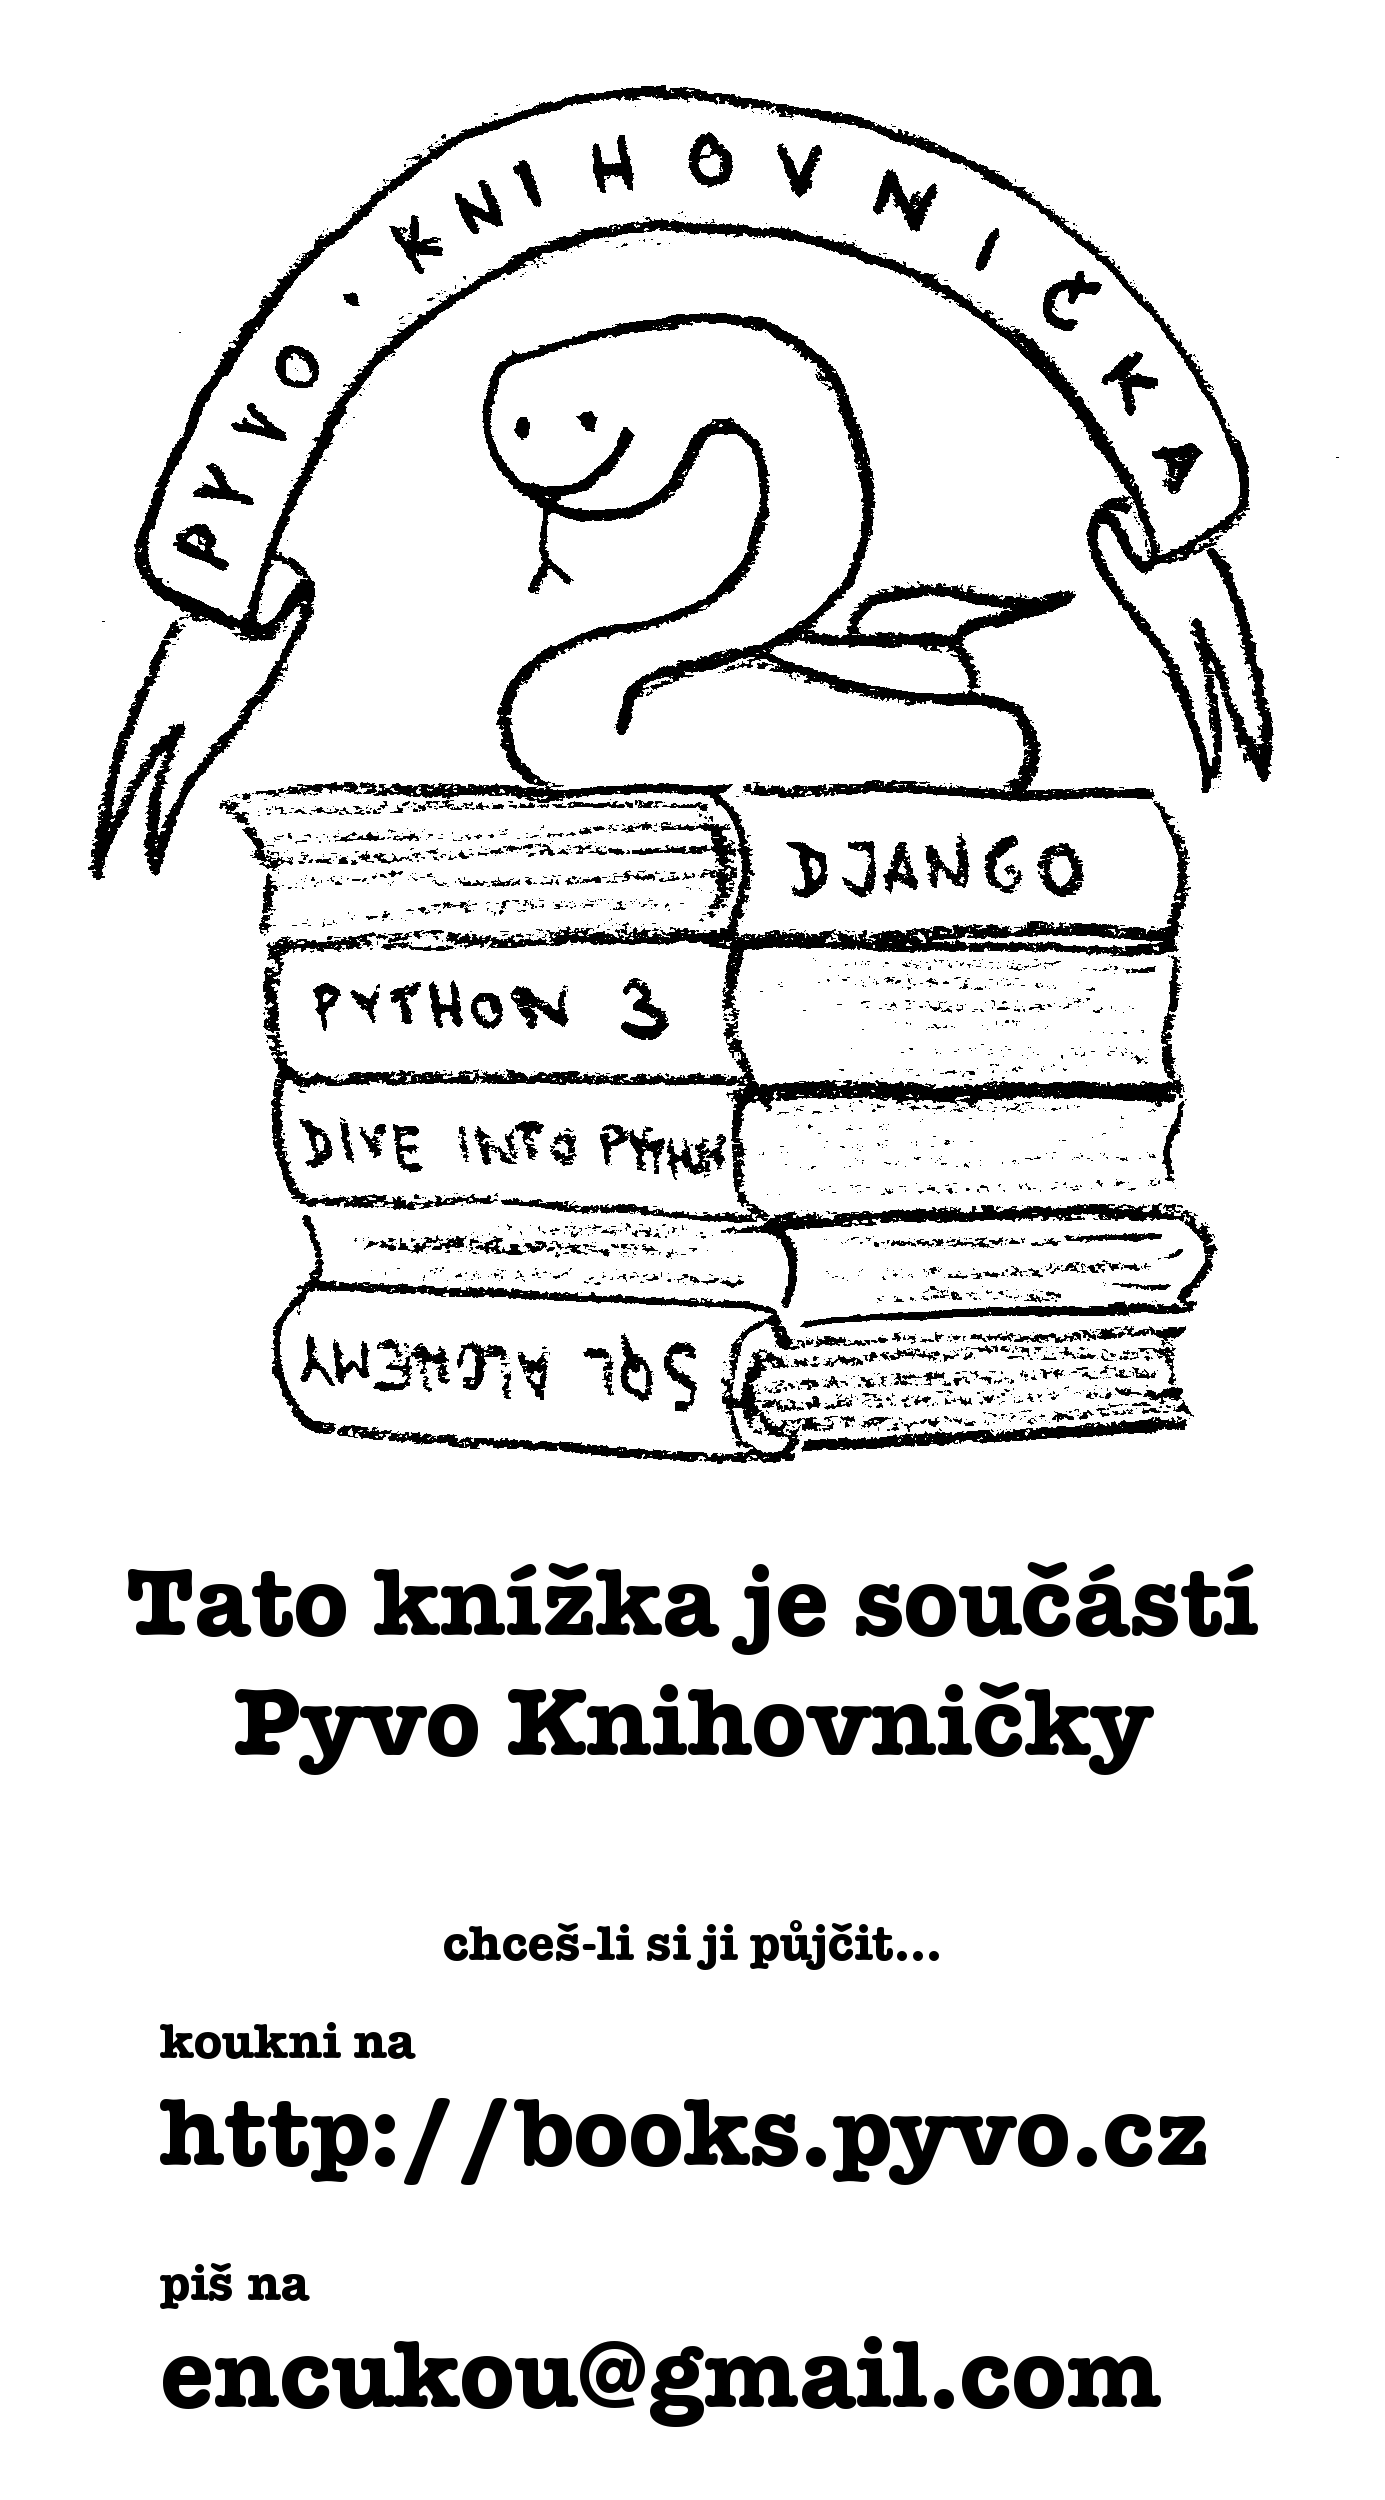 PYVO · KNIHOVNIČKA
DJANGO
PYTHON 3
DIVE INTO PYTHON
SQL ALCHEMY
Tato knížka je součástí
Pyvo Knihovničky
chceš-li si ji půjčit...
koukni na
http://books.pyvo.cz
piš na
encukou@gmail.com